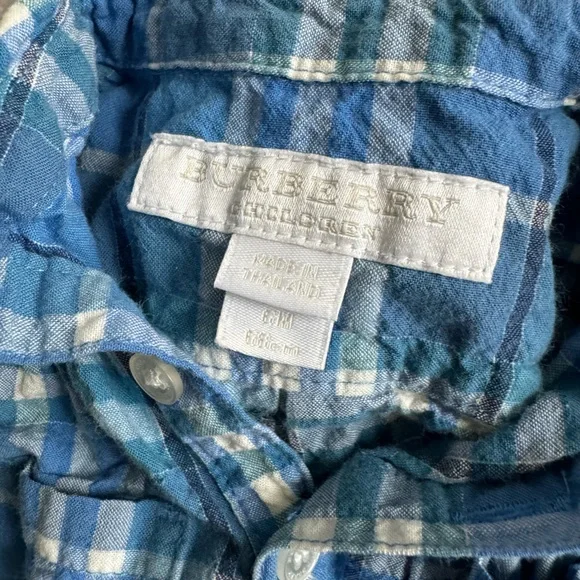 BURBERRY
CHILDREN
MADE IN
THAILAND
6M
68cm